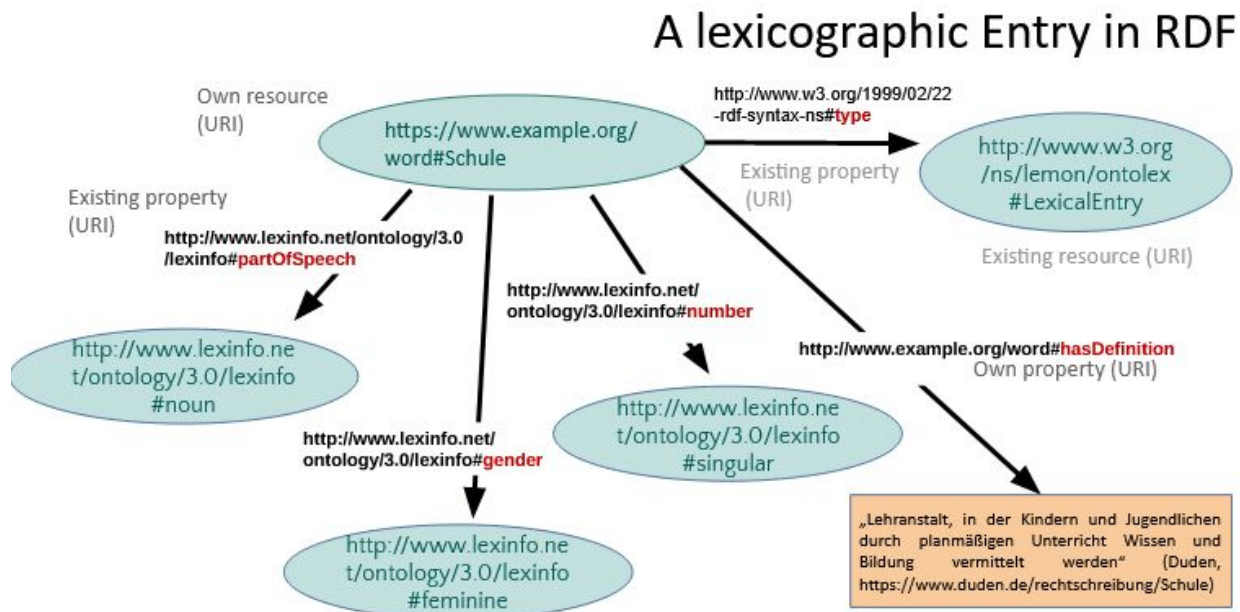 A lexicographic Entry in RDF
Own resource
(URI)
https://www.example.org/
word#Schule
http://www.w3.org/1999/02/22
-rdf-syntax-ns#type
Existing property
(URI)
http://www.w3.org
/ns/lemon/ontolex
#LexicalEntry
Existing resource (URI)
Existing property
(URI)
http://www.lexinfo.net/ontology/3.0
/lexinfo#partOfSpeech
http://www.lexinfo.ne
t/ontology/3.0/lexinfo
#noun
http://www.lexinfo.net/
ontology/3.0/lexinfo#gender
http://www.lexinfo.ne
t/ontology/3.0/lexinfo
#feminine
http://www.lexinfo.net/
ontology/3.0/lexinfo#number
http://www.lexinfo.ne
t/ontology/3.0/lexinfo
#singular
http://www.example.org/word#hasDefinition
Own property (URI)
„Lehranstalt, in der Kindern und Jugendlichen
durch planmäßigen Unterricht Wissen und
Bildung vermittelt werden“ (Duden,
https://www.duden.de/rechtschreibung/Schule)